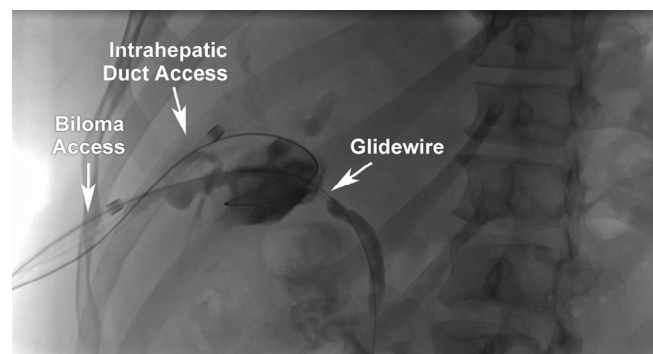 Intrahepatic
Duct Access
Biloma
Access
Glidewire